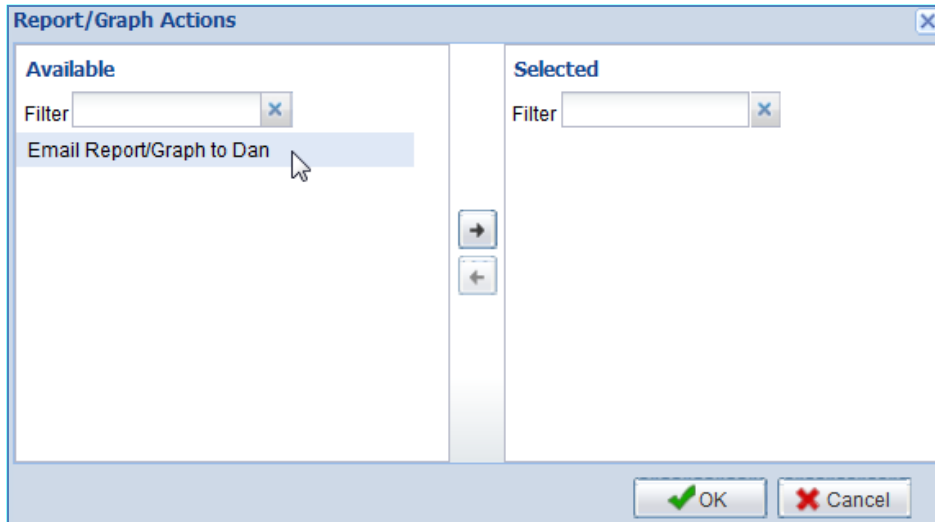 Report/Graph Actions
Available
Filter
Email Report/Graph to Dan
Selected
Filter
OK
Cancel